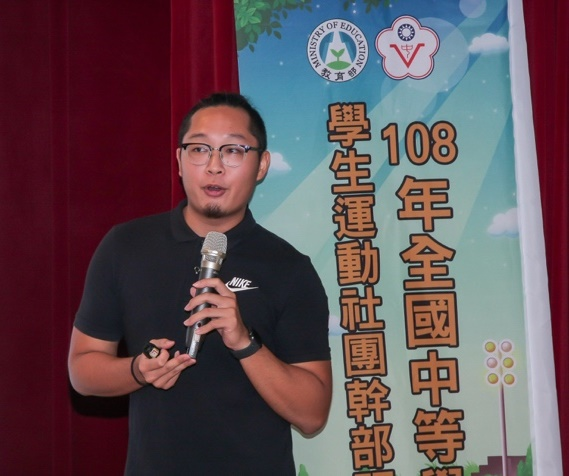 MINISTRY OF EDUCATION
教育部
中
V
108年全國中等
學生運動社團幹部
NIKE